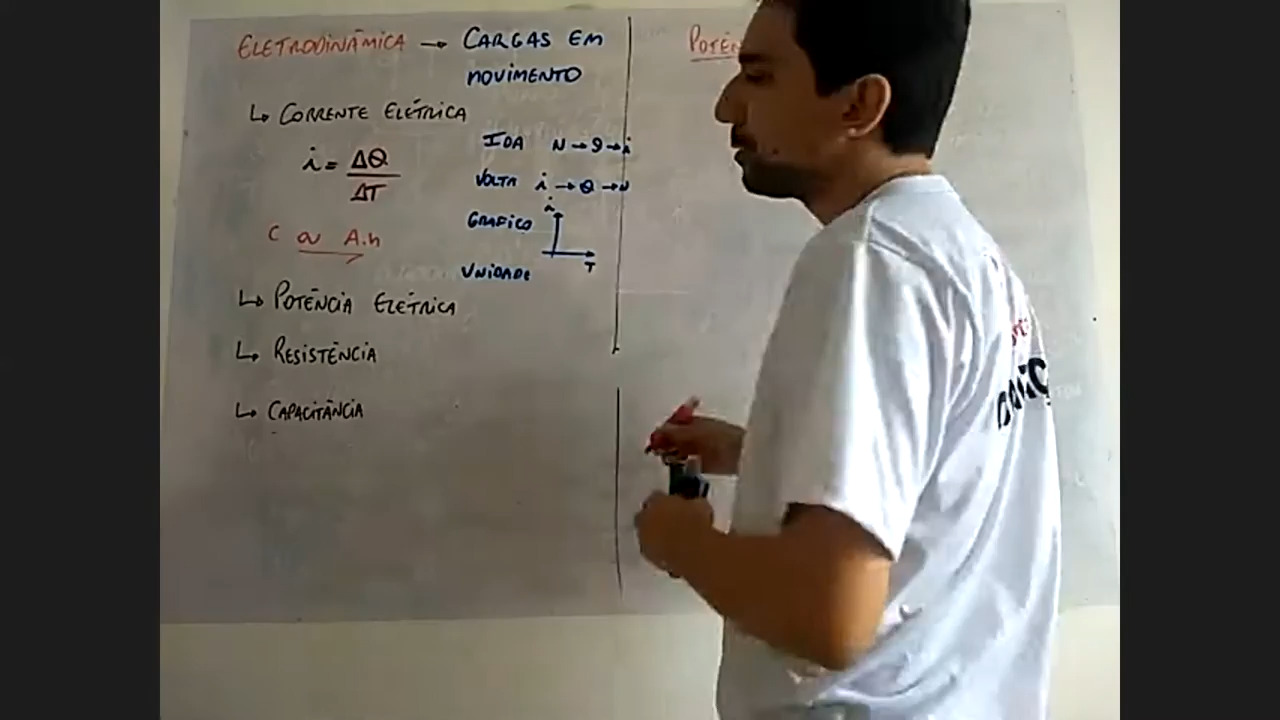 ELETRODINÂMICA → CARGAS EM
MOVIMENTO
↳ CORRENTE ELÉTRICA
i = ΔQ / ΔT
C ou A.h
IDA N → Q → i
VOLTA i → Q → N
GRÁFICO i T
UNIDADE
↳ POTÊNCIA ELÉTRICA
↳ RESISTÊNCIA
↳ CAPACITÂNCIA
POTÊN